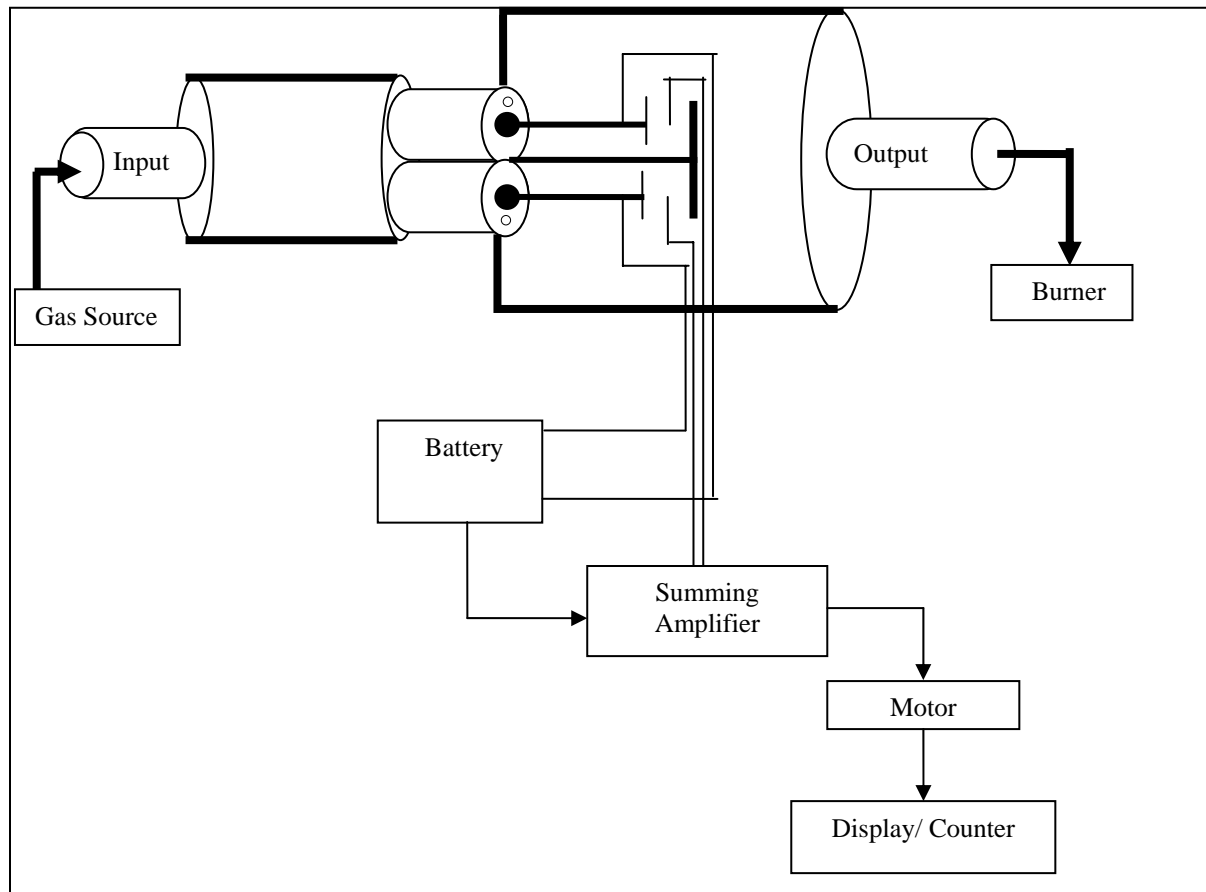 Input
Output
Gas Source
Burner
Battery
Summing
Amplifier
Motor
Display/ Counter